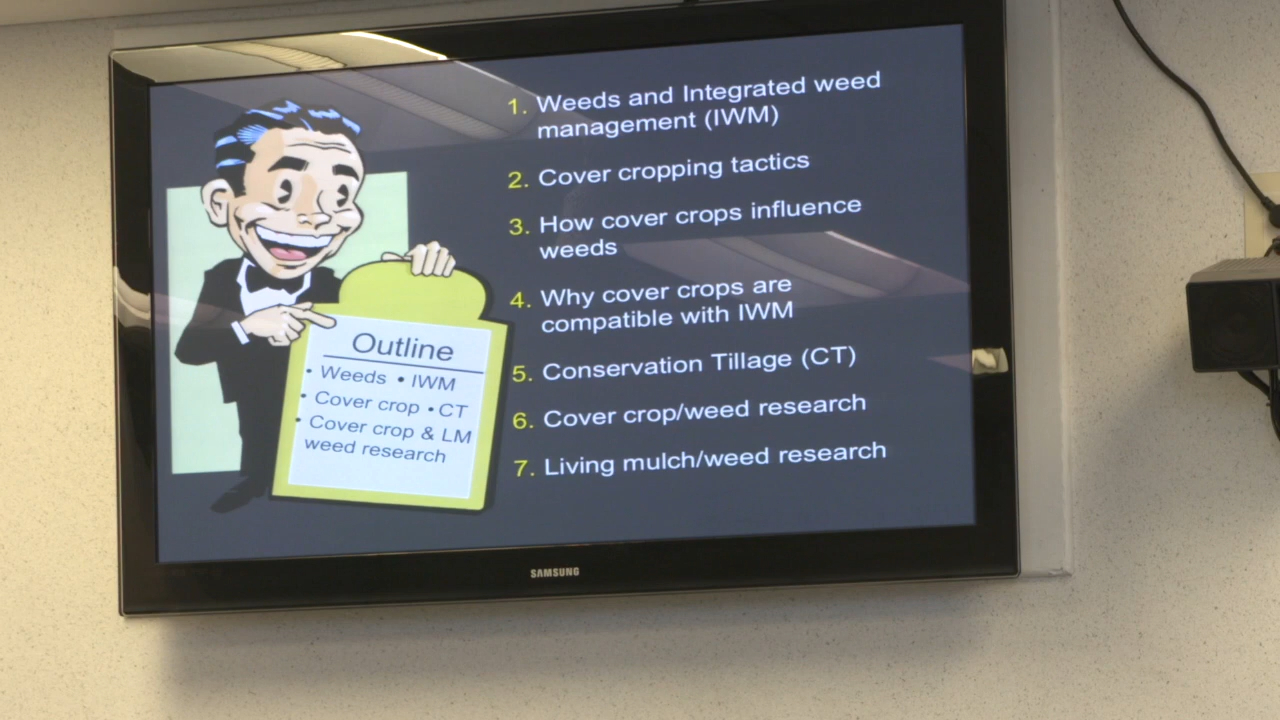 1. Weeds and Integrated weed
management (IWM)
2. Cover cropping tactics
3. How cover crops influence
weeds
4. Why cover crops are
compatible with IWM
5. Conservation Tillage (CT)
6. Cover crop/weed research
7. Living mulch/weed research
Outline
• Weeds • IWM
• Cover crop • CT
• Cover crop & LM
weed research
SAMSUNG